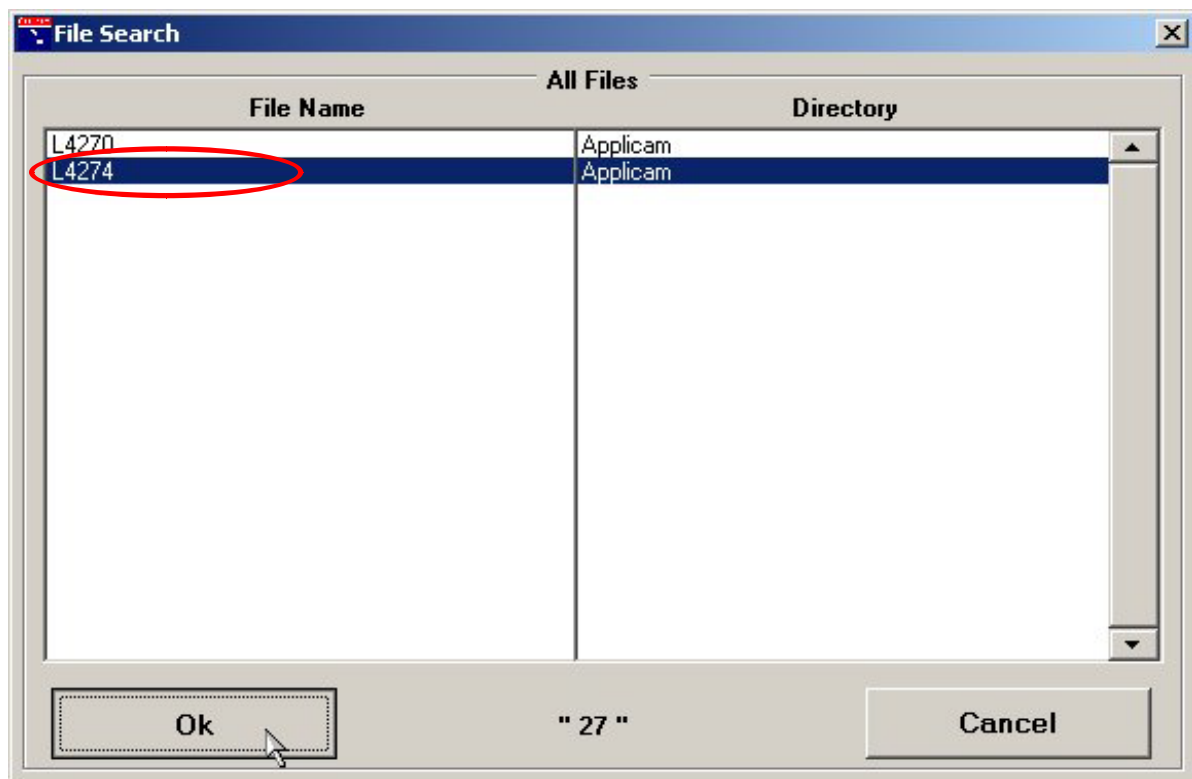 File Search
All Files
File Name Directory
L4270 Applicam
L4274 Applicam
Ok " 27 " Cancel